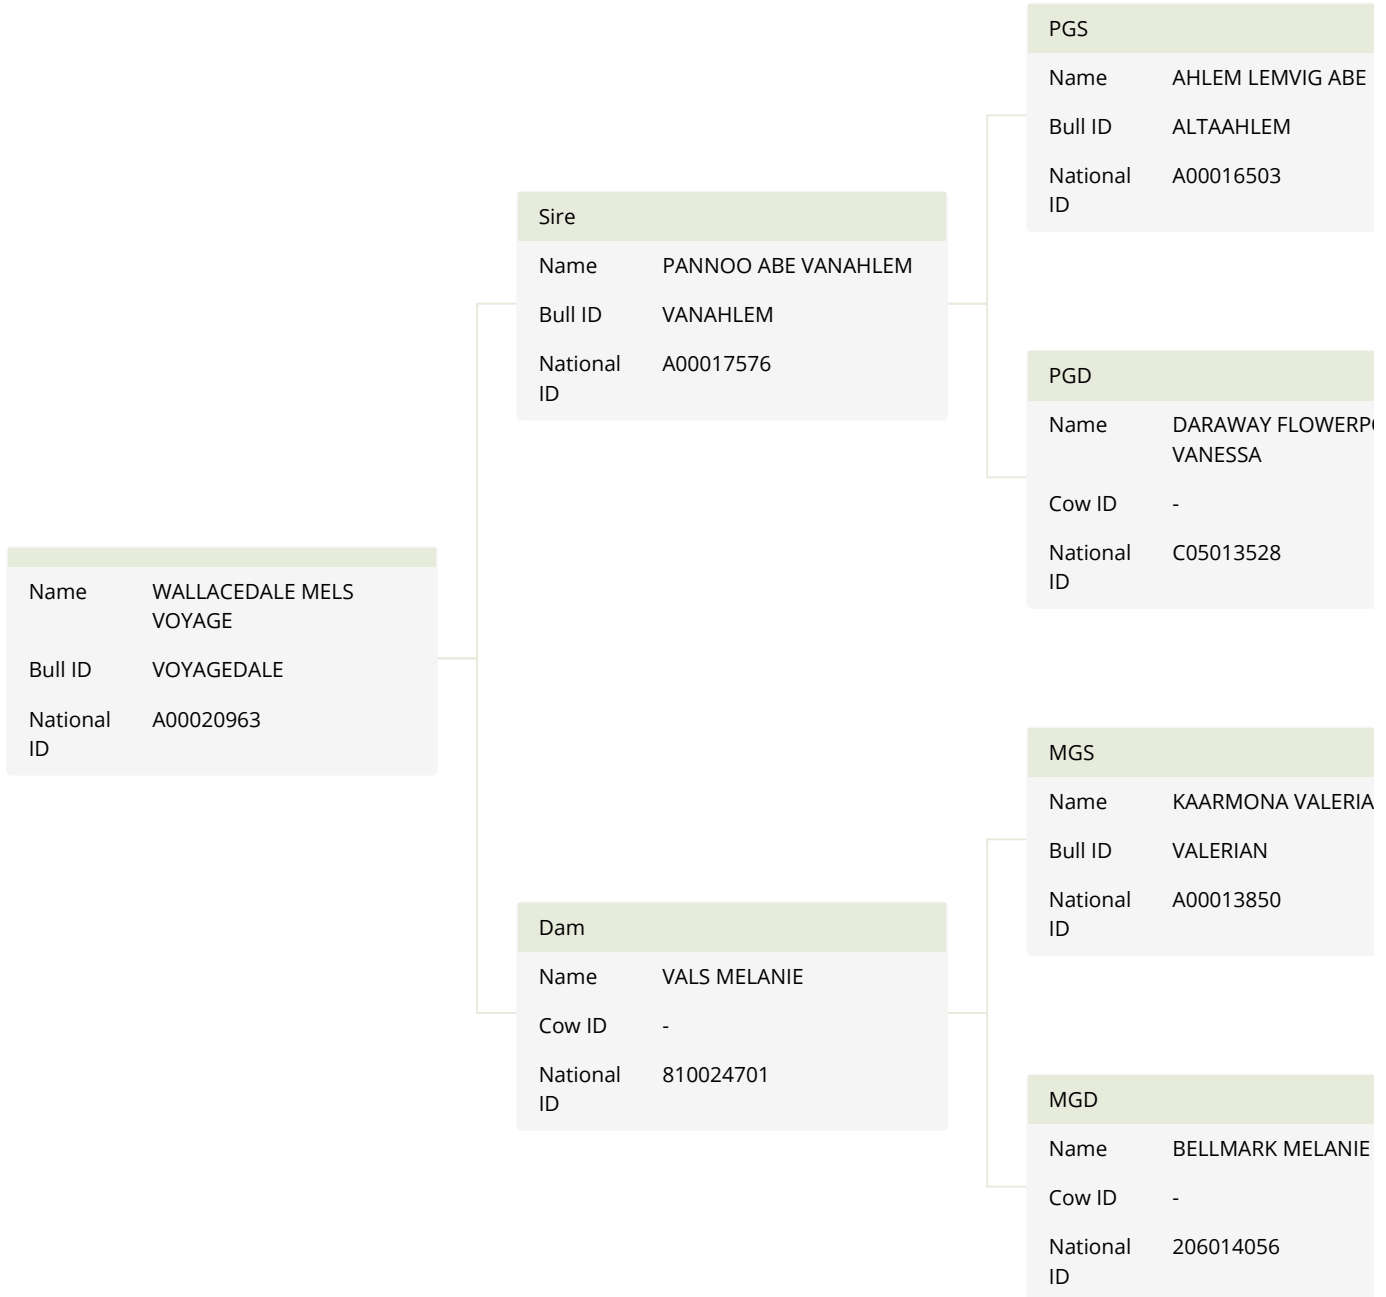 PGS
Name AHLEM LEMVIG ABE
Bull ID ALTAAHLEM
National A00016503
ID
Sire
Name PANNOO ABE VANAHLEM
Bull ID VANAHLEM
National A00017576
ID
PGD
Name DARAWAY
VANESSA
Cow ID -
National C05013528
ID
Name WALLACEDALE MELS
VOYAGE
Bull ID VOYAGEDALE
National A00020963
ID
MGS
Name KAARMONA
Bull ID VALERIAN
National A00013850
ID
Dam
Name VALS MELANIE
Cow ID -
National 810024701
ID
MGD
Name BELLMARK MELANIE
Cow ID -
National 206014056
ID